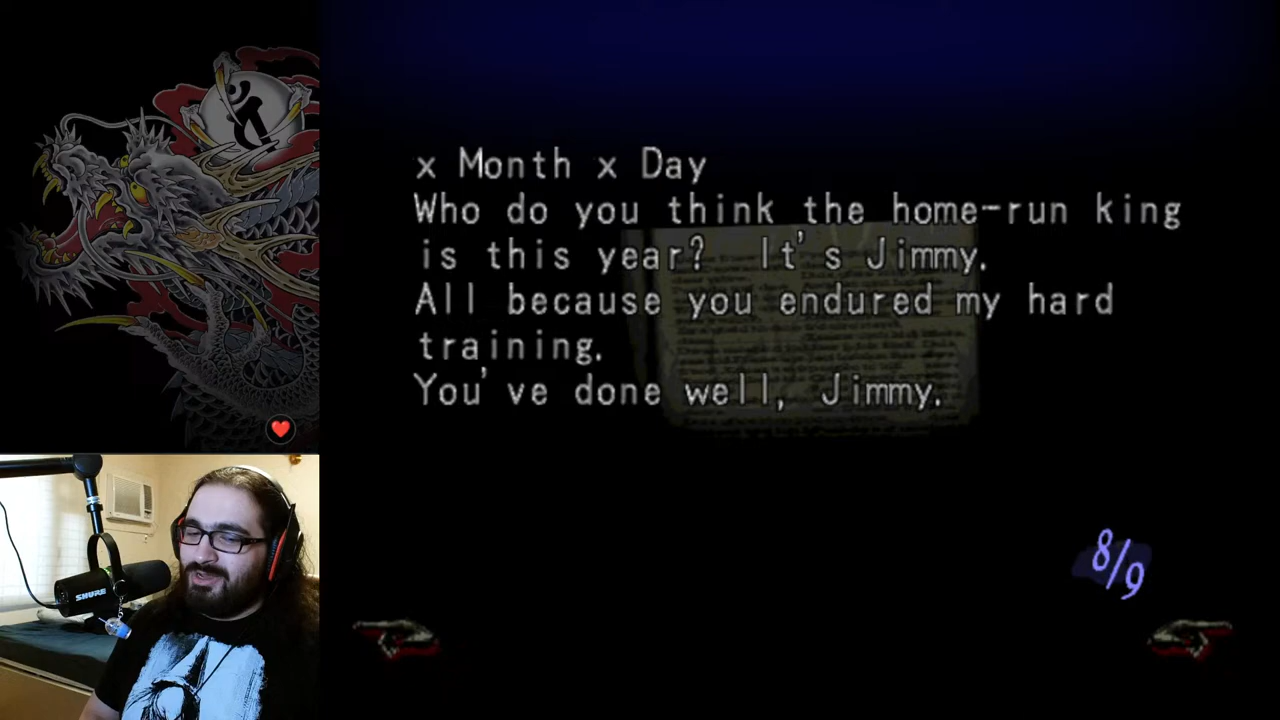 x Month x Day
Who do you think the home-run king
is this year?  It's Jimmy.
All because you endured my hard
training.
You've done well, Jimmy.
8/9
SHURE